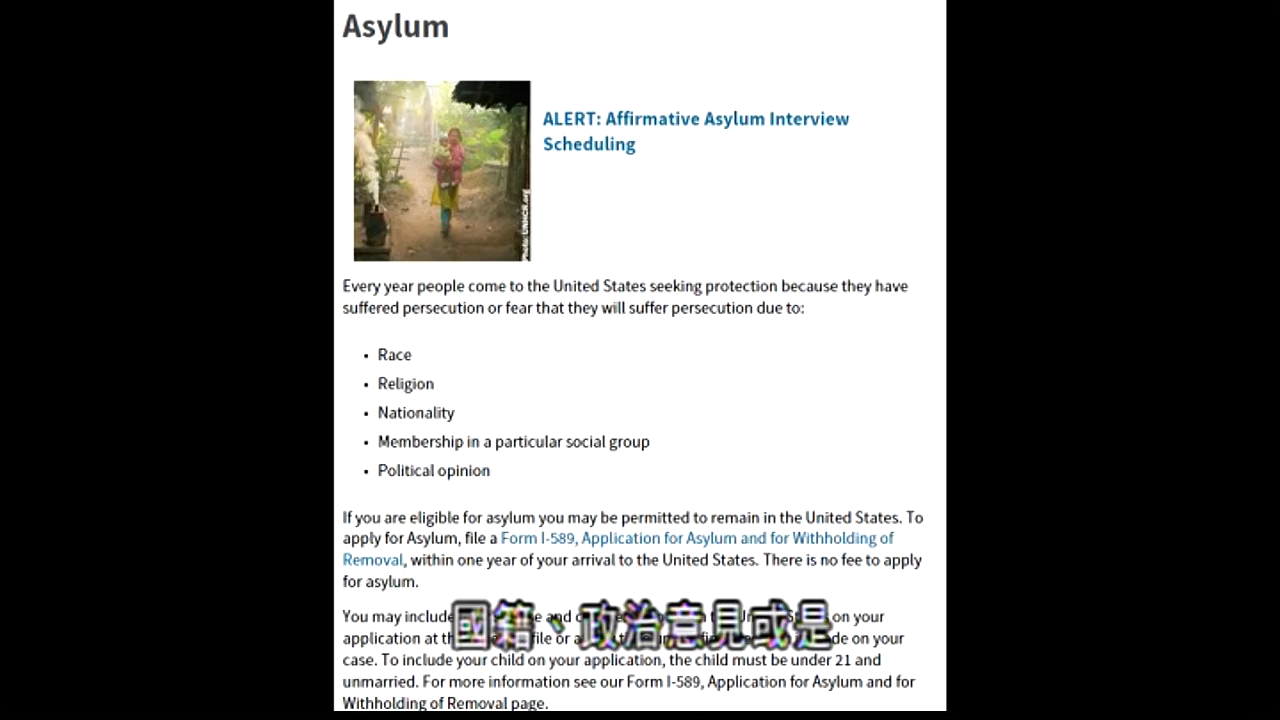 Asylum
ALERT: Affirmative Asylum Interview
Scheduling
Photo: UNHCR.org
Every year people come to the United States seeking protection because they have
suffered persecution or fear that they will suffer persecution due to:
• Race
• Religion
• Nationality
• Membership in a particular social group
• Political opinion
If you are eligible for asylum you may be permitted to remain in the United States. To
apply for Asylum, file a Form I-589, Application for Asylum and for Withholding of
Removal, within one year of your arrival to the United States. There is no fee to apply
for asylum.
You may include and on your
國籍、政治意見或是
application at file or on your
case. To include your child on your application, the child must be under 21 and
unmarried. For more information see our Form I-589, Application for Asylum and for
Withholding of Removal page.